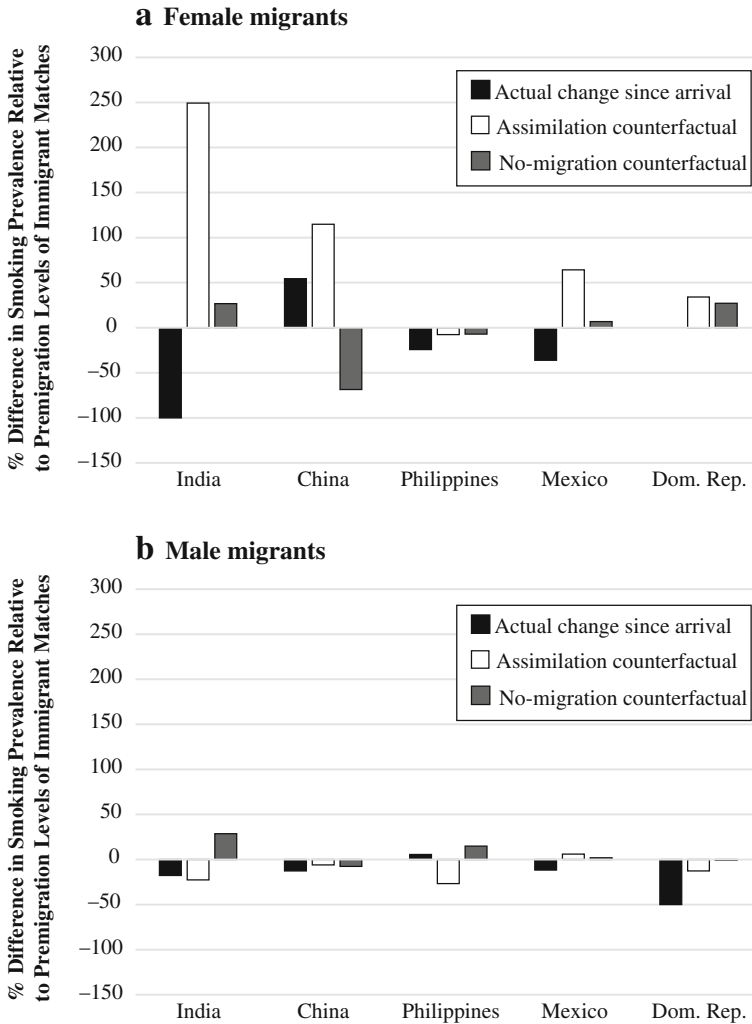 a Female migrants
% Difference in Smoking Prevalence Relative
to Premigration Levels of Immigrant Matches
300
250
200
150
100
50
0
–50
–100
–150
Actual change since arrival
Assimilation counterfactual
No-migration counterfactual
India China Philippines Mexico Dom. Rep.
b Male migrants
% Difference in Smoking Prevalence Relative
to Premigration Levels of Immigrant Matches
300
250
200
150
100
50
0
–50
–100
–150
Actual change since arrival
Assimilation counterfactual
No-migration counterfactual
India China Philippines Mexico Dom. Rep.